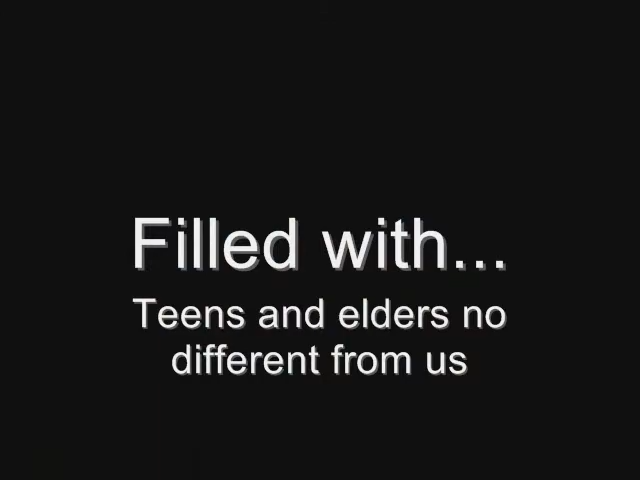 Filled with...
Teens and elders no
different from us